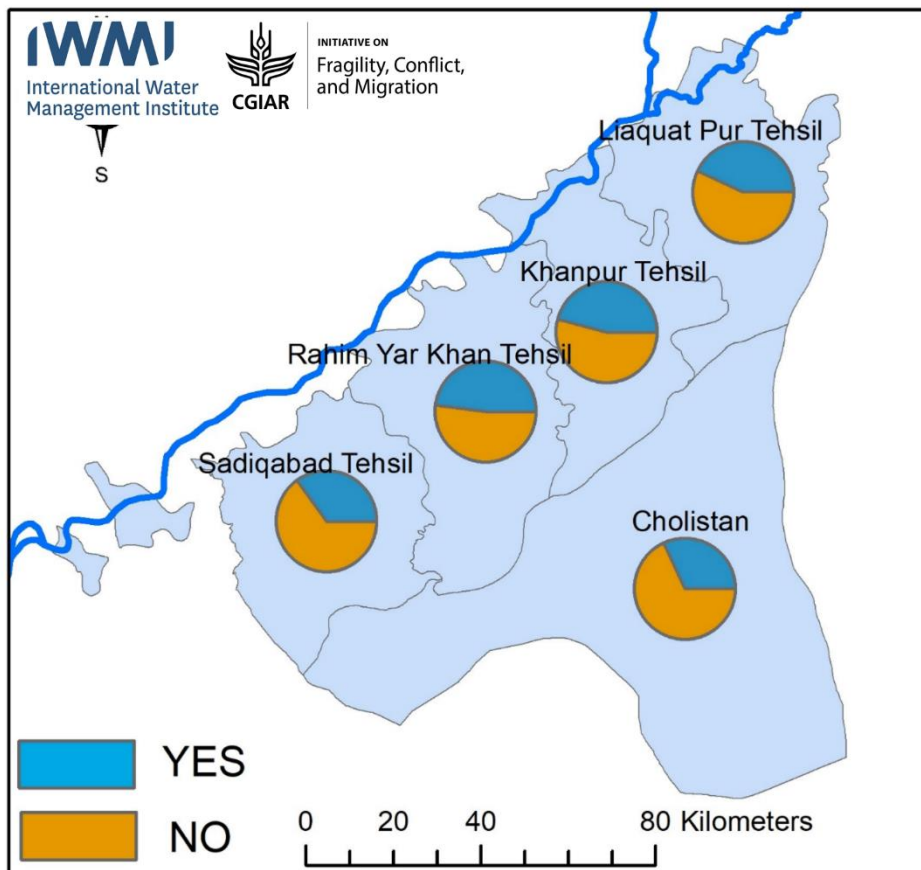 IWMI
International Water
Management Institute
CGIAR
INITIATIVE ON
Fragility, Conflict,
and Migration
S
Liaquat Pur Tehsil
Khanpur Tehsil
Rahim Yar Khan Tehsil
Sadiqabad Tehsil
Cholistan
YES
NO
0 20 40 80 Kilometers